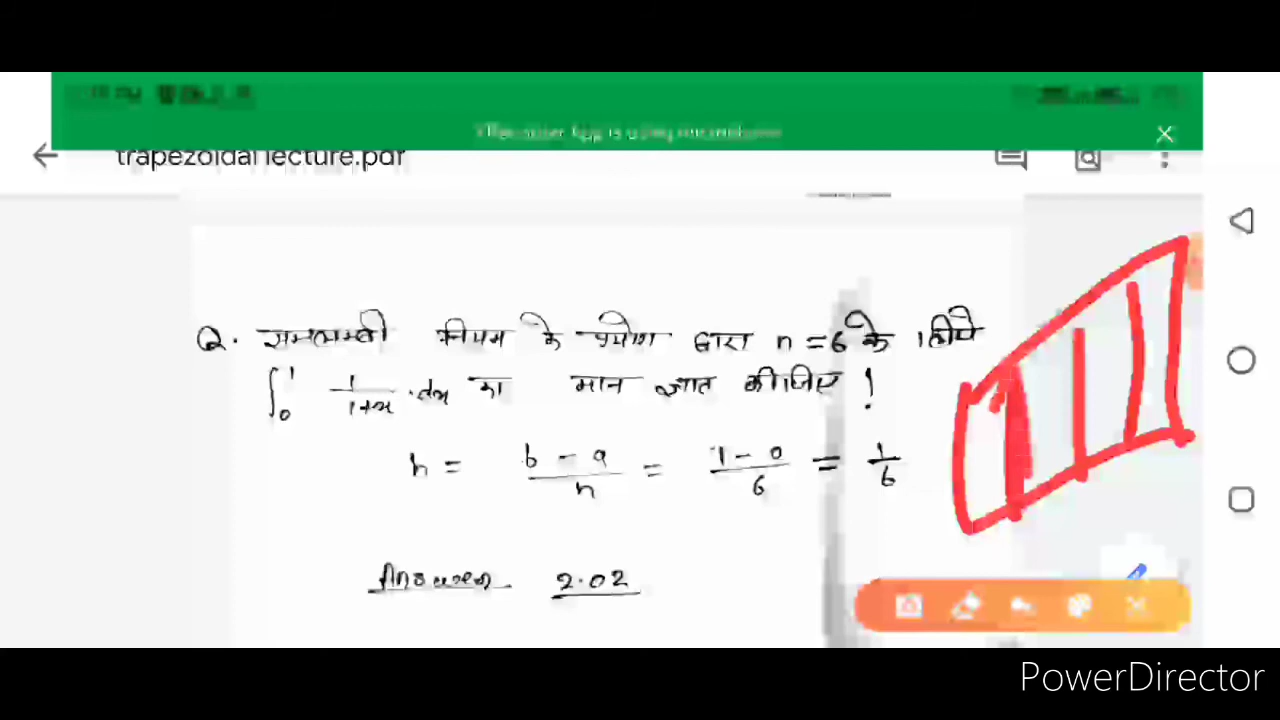 trapezoidal lecture.pdf
Q. समलम्बी नियम के प्रयोग द्वारा n = 6 के लिये
∫₀¹ 1/1+x . dx का मान ज्ञात कीजिए !
h = b - a / n = 1 - 0 / 6 = 1/6
Answer 2.02
PowerDirector